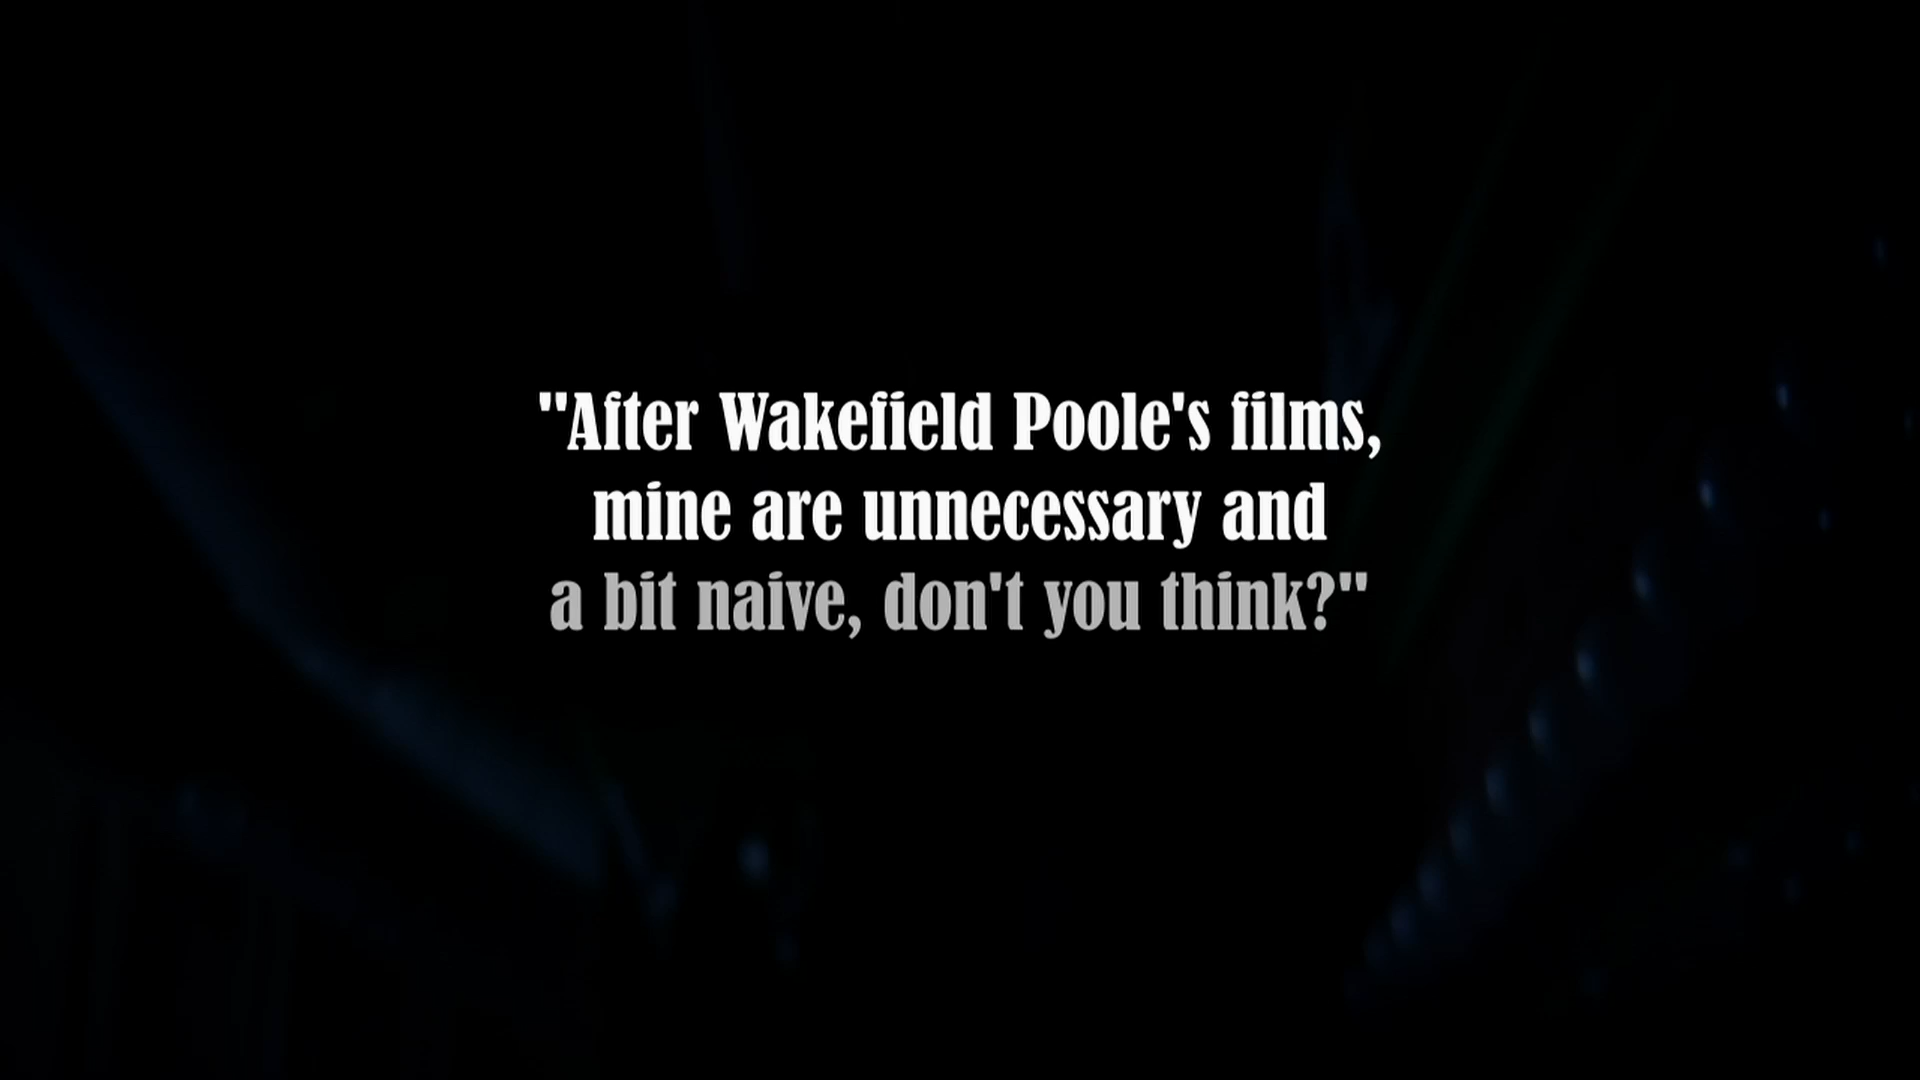 "After Wakefield Poole's films,
mine are unnecessary and
a bit naive, don't you think?"